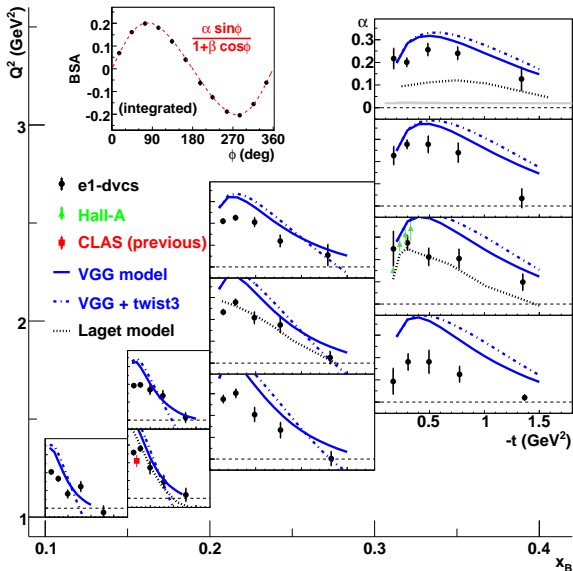 Q² (GeV²)
3
2
1
0.1
0.2
0.3
0.4
x_B
BSA
0.2
0.1
0
-0.1
-0.2
α sinφ
1+β cosφ
(integrated)
0
90
180
270
360
φ (deg)
e1-dvcs
Hall-A
CLAS (previous)
VGG model
VGG + twist3
Laget model
α
0.3
0.2
0.1
0
0.5
1
1.5
-t (GeV²)